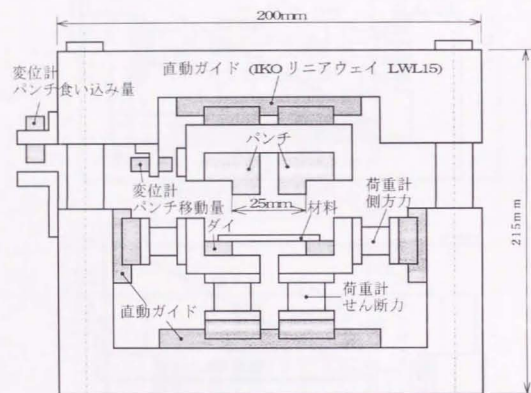 200mm
変位計
パンチ食い込み量
直動ガイド (IKO リニアウェイ LWL15)
パンチ
変位計
パンチ移動量
25mm
ダイ
材料
荷重計
側方力
215mm
直動ガイド
荷重計
せん断力